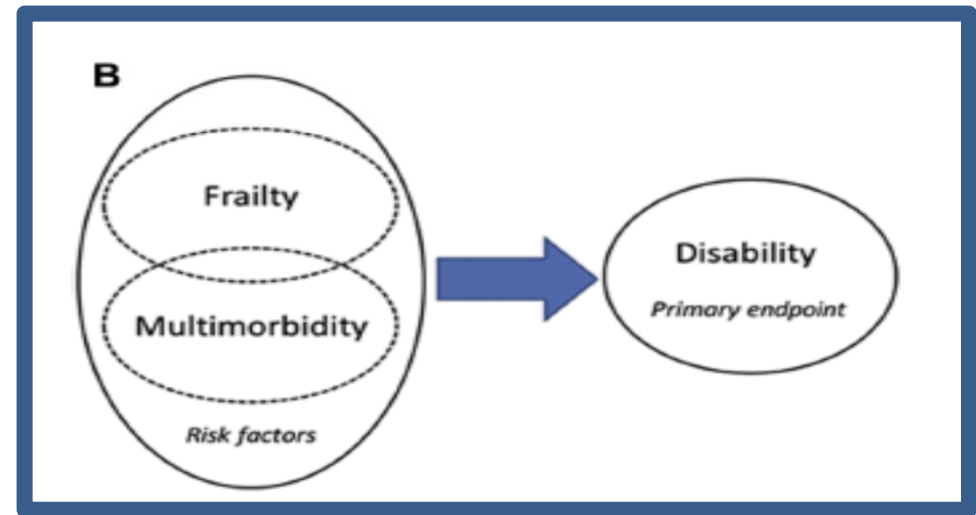 B
Frailty
Multimorbidity
Risk factors
Disability
Primary endpoint